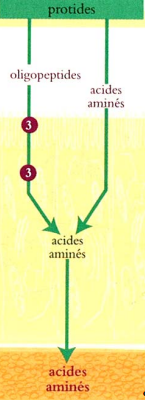 protides
oligopeptides
acides
aminés
3
3
acides
aminés
acides
aminés